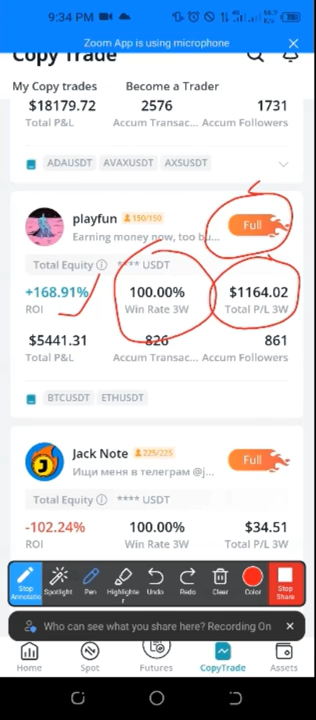 9:34 PM
Zoom App is using microphone
Copy Trade
My Copy trades Become a Trader
$18179.72 2576 1731
Total P&L Accum Transac... Accum Followers
ADAUSDT AVAXUSDT AXSUSDT
playfun 150/150 Full
Earning money now, too bu...
Total Equity **** USDT
+168.91% 100.00% $1164.02
ROI Win Rate 3W Total P/L 3W
$5441.31 826 861
Total P&L Accum Transac... Accum Followers
BTCUSDT ETHUSDT
Jack Note 225/225 Full
Ищи меня в телеграм @j...
Total Equity **** USDT
-102.24% 100.00% $34.51
ROI Win Rate 3W Total P/L 3W
Stop Annotatio Spotlight Pen Highlighter Undo Redo Clear Color Stop Share
Who can see what you share here? Recording On
Home Spot Futures CopyTrade Assets